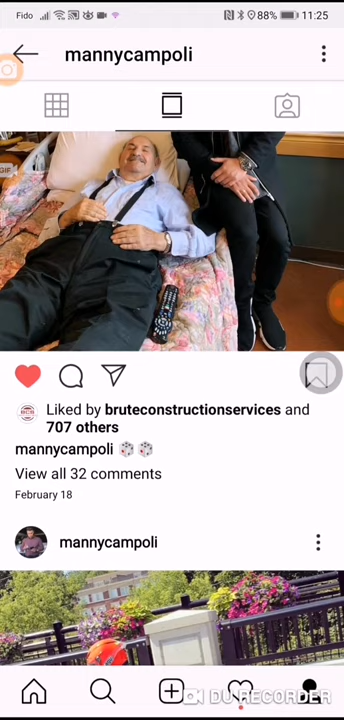 Fido 88% 11:25
mannycampoli
GIF
Liked by bruteconstructionservices and
707 others
mannycampoli 🎲🎲
View all 32 comments
February 18
mannycampoli
DU RECORDER